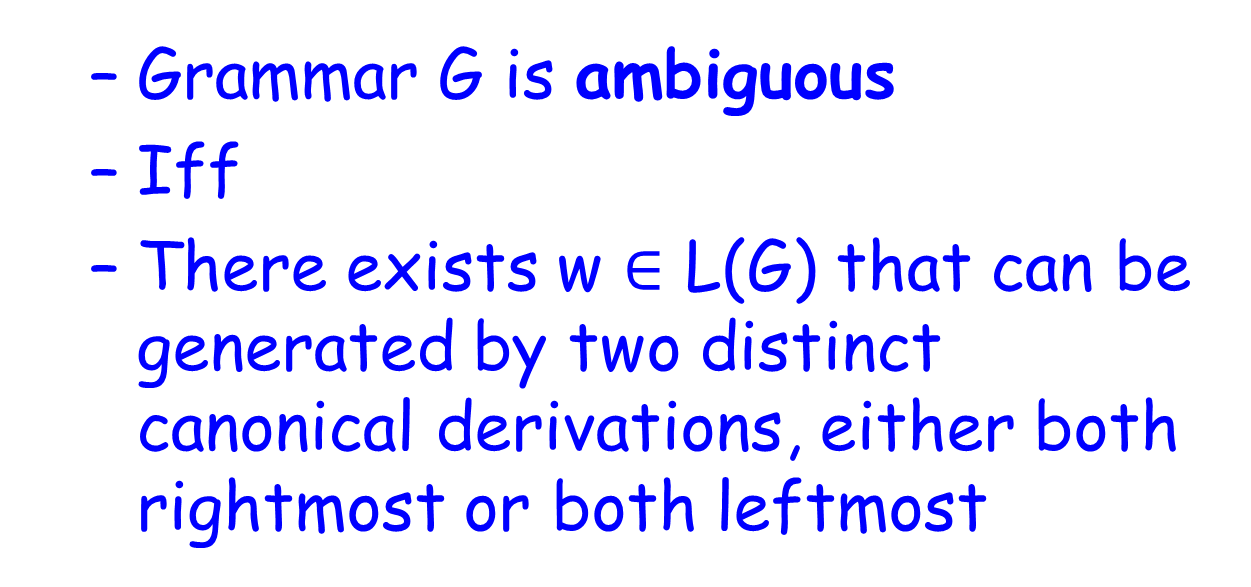 – Grammar G is ambiguous
– Iff
– There exists w ∈ L(G) that can be
generated by two distinct
canonical derivations, either both
rightmost or both leftmost